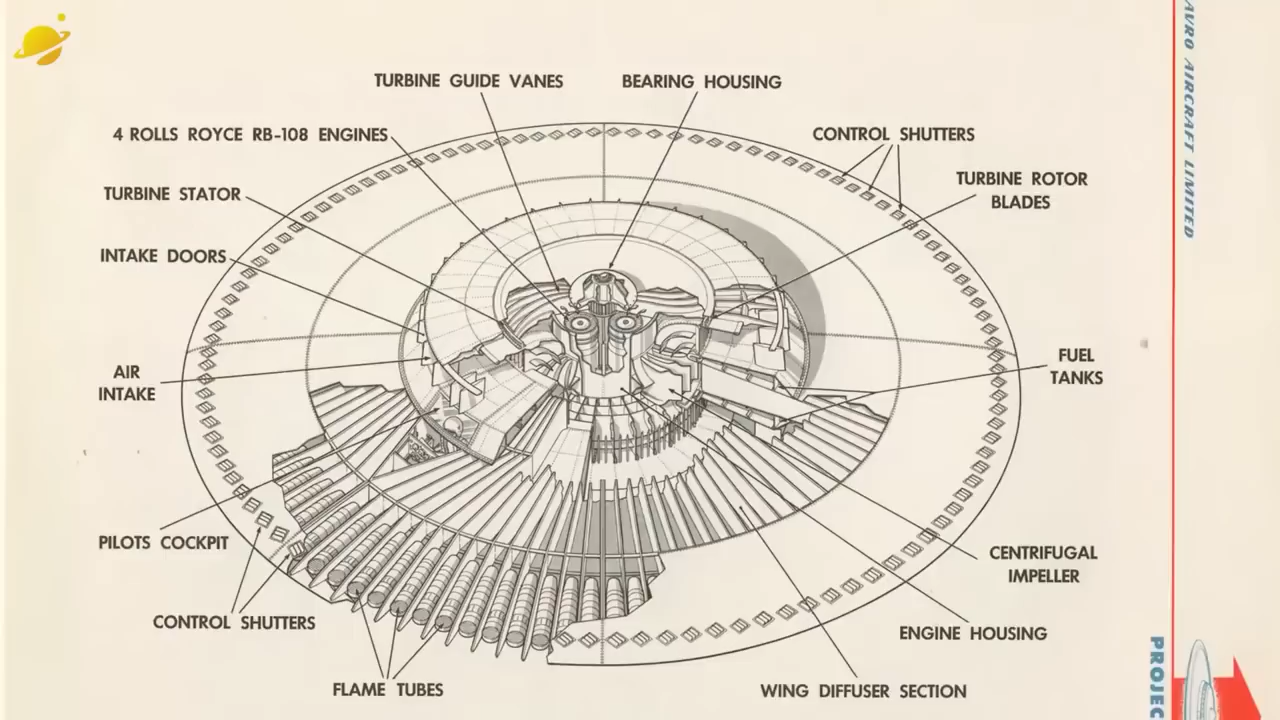 TURBINE GUIDE VANES
BEARING HOUSING
4 ROLLS ROYCE RB-108 ENGINES
CONTROL SHUTTERS
TURBINE STATOR
TURBINE ROTOR
BLADES
INTAKE DOORS
AIR
INTAKE
FUEL
TANKS
PILOTS COCKPIT
CENTRIFUGAL
IMPELLER
CONTROL SHUTTERS
ENGINE HOUSING
FLAME TUBES
WING DIFFUSER SECTION
AVRO AIRCRAFT LIMITED
PROJEC